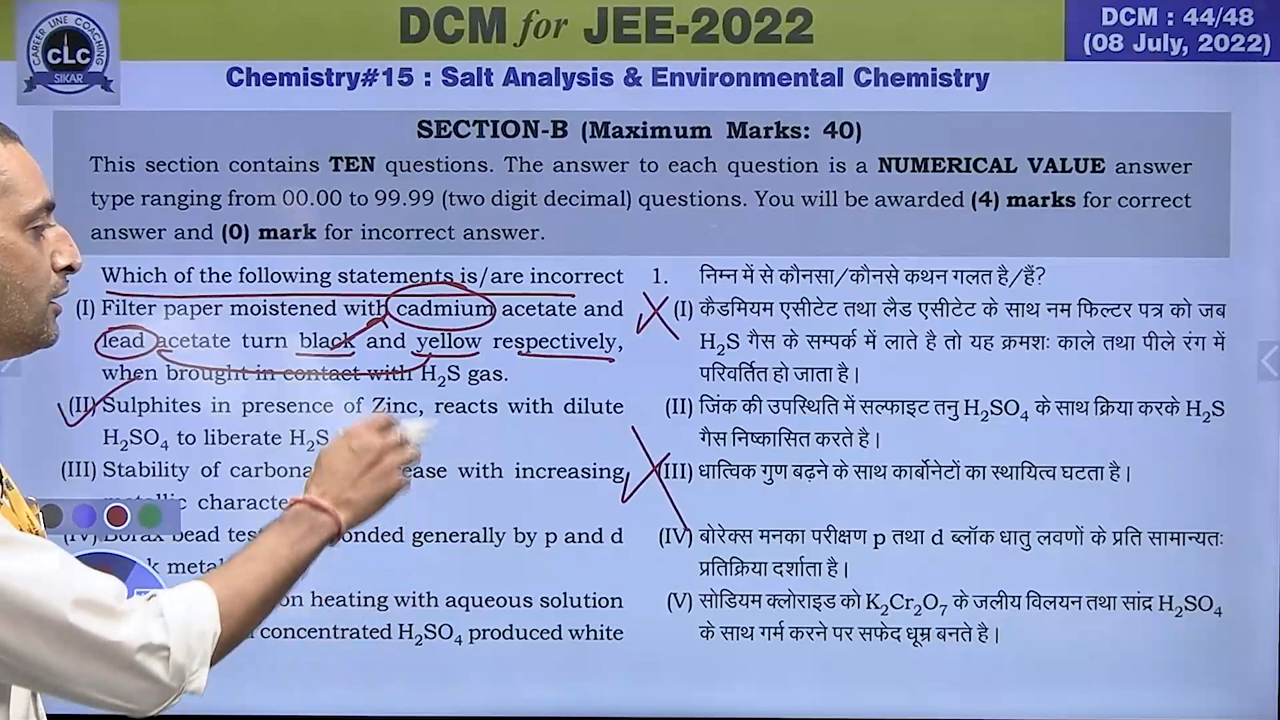 DCM for JEE-2022
DCM : 44/48
(08 July, 2022)
CAREER LINE COACHING
CLC
SIKAR
Chemistry#15 : Salt Analysis & Environmental Chemistry
SECTION-B (Maximum Marks: 40)
This section contains TEN questions. The answer to each question is a NUMERICAL VALUE answer
type ranging from 00.00 to 99.99 (two digit decimal) questions. You will be awarded (4) marks for correct
answer and (0) mark for incorrect answer.
Which of the following statements is/are incorrect
(I) Filter paper moistened with cadmium acetate and
lead acetate turn black and yellow respectively,
when brought in contact with H₂S gas.
(II) Sulphites in presence of Zinc, reacts with dilute
H₂SO₄ to liberate H₂S
(III) Stability of with increasing
(IV) Borax bead generally by p and d
on heating with aqueous solution
concentrated H₂SO₄ produced white
1. निम्न में से कौनसा/कौनसे कथन गलत है/हैं?
(I) कैडमियम एसीटेट तथा लैड एसीटेट के साथ नम फिल्टर पत्र को जब
H₂S गैस के सम्पर्क में लाते है तो यह क्रमशः काले तथा पीले रंग में
परिवर्तित हो जाता है।
(II) जिंक की उपस्थिति में सल्फाइट तनु H₂SO₄ के साथ क्रिया करके H₂S
गैस निष्कासित करते है।
(III) धात्विक गुण बढ़ने के साथ कार्बोनेटों का स्थायित्व घटता है।
(IV) बोरेक्स मनका परीक्षण p तथा d ब्लॉक धातु लवणों के प्रति सामान्यतः
प्रतिक्रिया दर्शाता है।
(V) सोडियम क्लोराइड को K₂Cr₂O₇ के जलीय विलयन तथा सांद्र H₂SO₄
के साथ गर्म करने पर सफेद धूम्र बनते है।